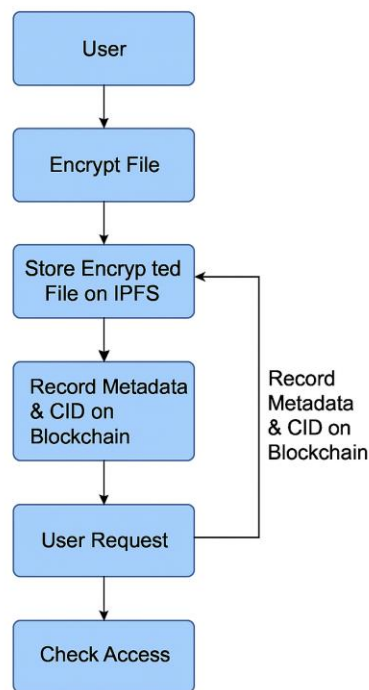 User
Encrypt File
Store Encryp ted
File on IPFS
Record Metadata
& CID on
Blockchain
Record
Metadata
& CID on
Blockchain
User Request
Check Access